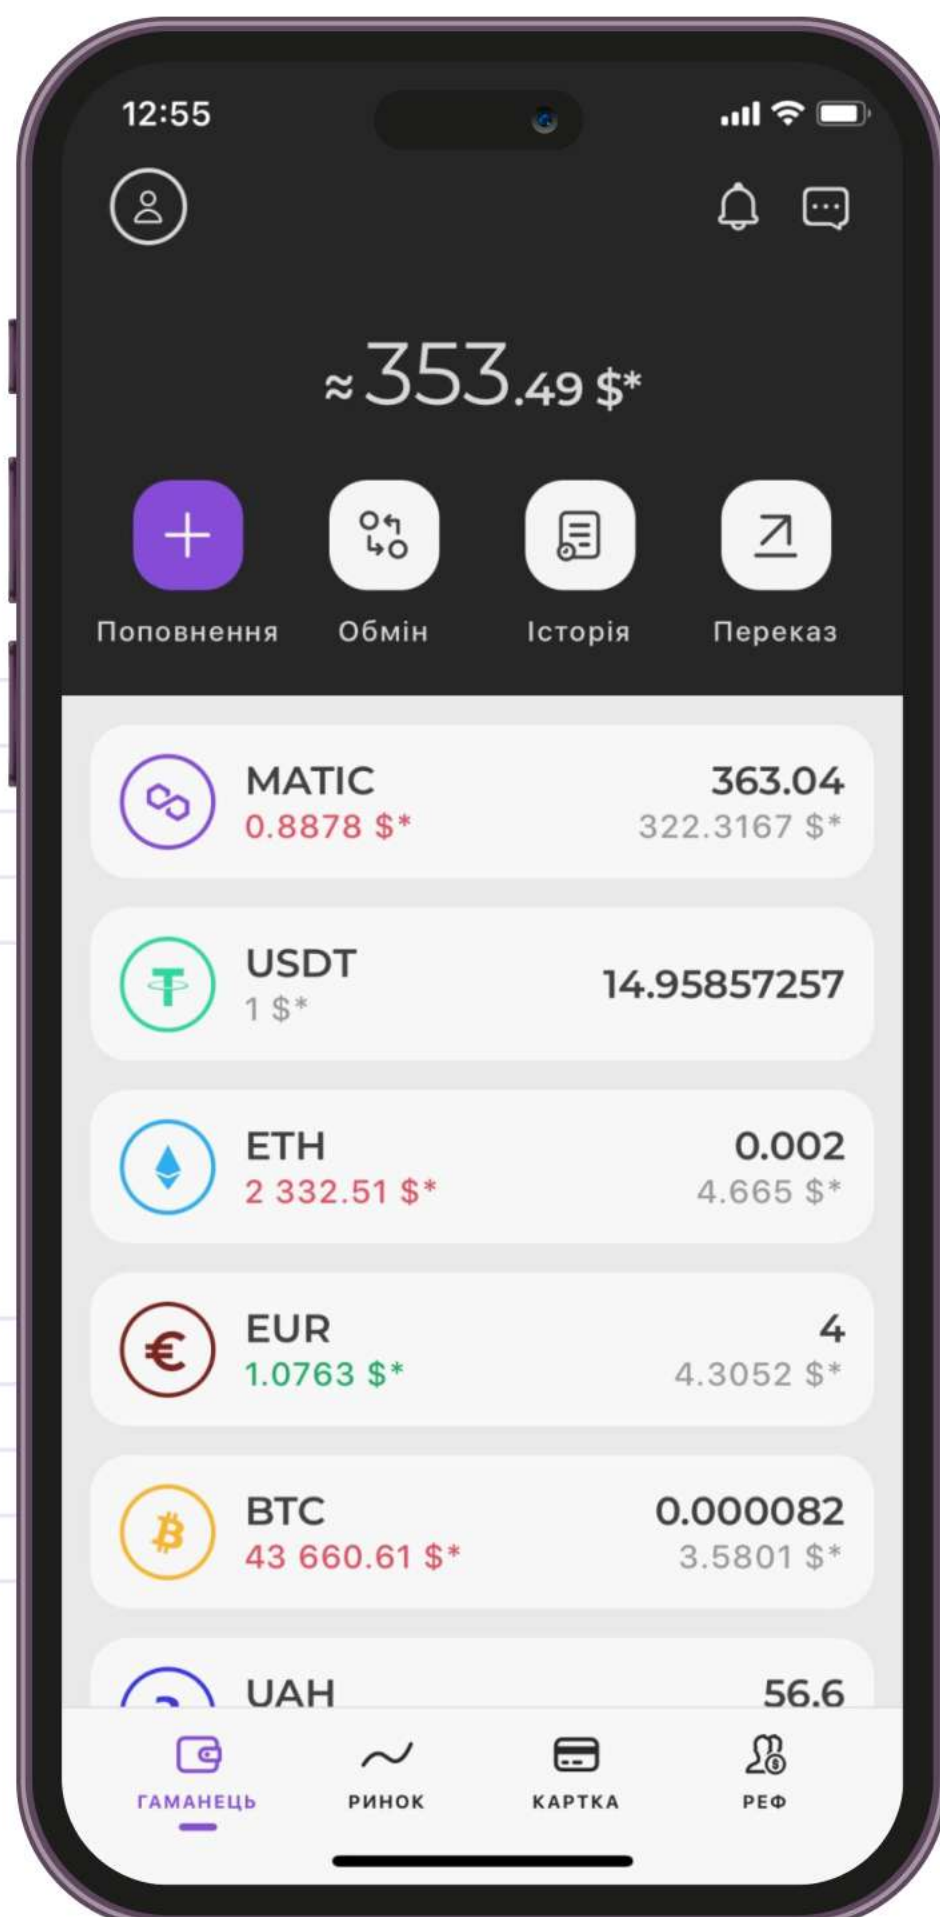 12:55
≈353.49 $*
Поповнення Обмін Історія Переказ
MATIC 363.04
0.8878 $* 322.3167 $*
USDT 14.95857257
1 $*
ETH 0.002
2 332.51 $* 4.665 $*
EUR 4
1.0763 $* 4.3052 $*
BTC 0.000082
43 660.61 $* 3.5801 $*
UAH 56.6
ГАМАНЕЦЬ РИНОК КАРТКА РЕФ